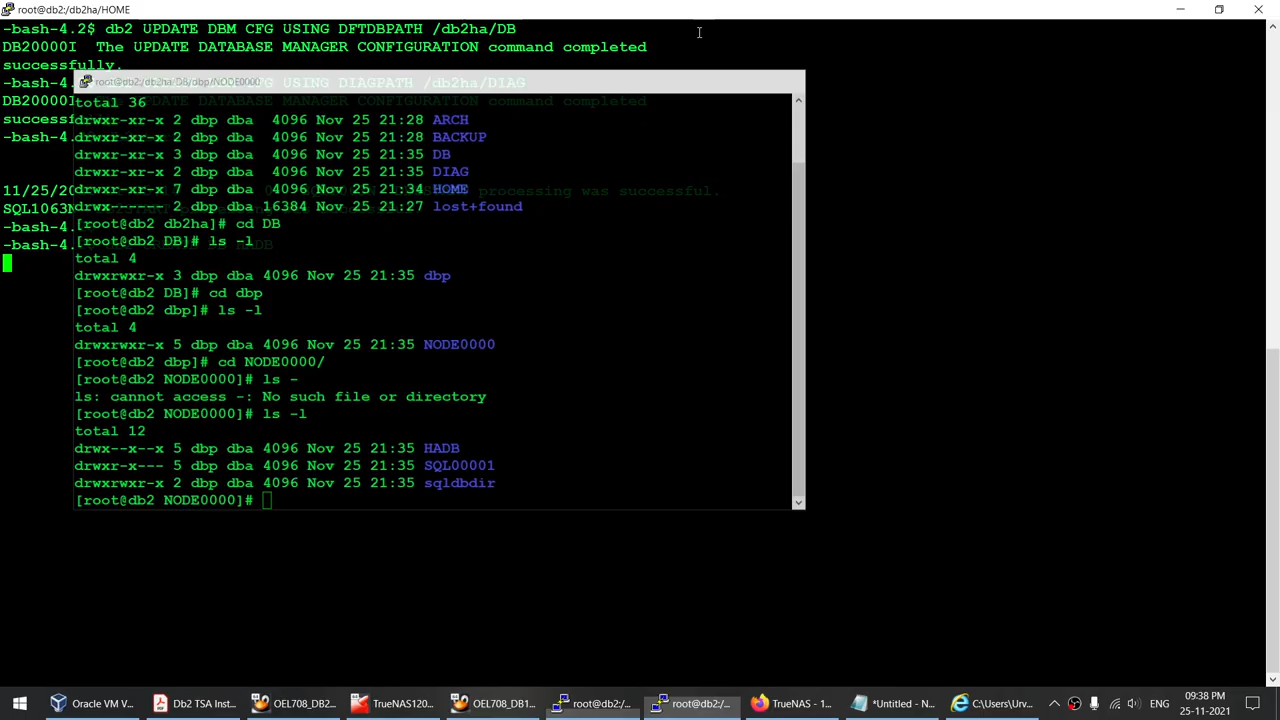 root@db2:/db2ha/HOME
-bash-4.2$ db2 UPDATE DBM CFG USING DFTDBPATH /db2ha/DB
DB20000I  The UPDATE DATABASE MANAGER CONFIGURATION command completed
successfully.
-bash-4. CFG USING DIAGPATH /db2ha/DIAG
DB20000I UPDATE DATABASE MANAGER CONFIGURATION command completed
successf
-bash-4.
11/25/20 processing was successful.
SQL1063N
-bash-4.
-bash-4. HADB
root@db2:/db2ha/DB/dbp/NODE0000
total 36
drwxr-xr-x 2 dbp dba  4096 Nov 25 21:28 ARCH
drwxr-xr-x 2 dbp dba  4096 Nov 25 21:28 BACKUP
drwxr-xr-x 3 dbp dba  4096 Nov 25 21:35 DB
drwxr-xr-x 2 dbp dba  4096 Nov 25 21:35 DIAG
drwxr-xr-x 7 dbp dba  4096 Nov 25 21:34 HOME
drwx------ 2 dbp dba 16384 Nov 25 21:27 lost+found
[root@db2 db2ha]# cd DB
[root@db2 DB]# ls -l
total 4
drwxrwxr-x 3 dbp dba 4096 Nov 25 21:35 dbp
[root@db2 DB]# cd dbp
[root@db2 dbp]# ls -l
total 4
drwxrwxr-x 5 dbp dba 4096 Nov 25 21:35 NODE0000
[root@db2 dbp]# cd NODE0000/
[root@db2 NODE0000]# ls -
ls: cannot access -: No such file or directory
[root@db2 NODE0000]# ls -l
total 12
drwx--x--x 5 dbp dba 4096 Nov 25 21:35 HADB
drwxr-x--- 5 dbp dba 4096 Nov 25 21:35 SQL00001
drwxrwxr-x 2 dbp dba 4096 Nov 25 21:35 sqldbdir
[root@db2 NODE0000]#
Oracle VM V...
Db2 TSA Inst...
OEL708_DB2...
TrueNAS120...
OEL708_DB1...
root@db2:/...
root@db2:/...
TrueNAS - 1...
*Untitled - N...
C:\Users\Urv...
ENG
09:38 PM
25-11-2021